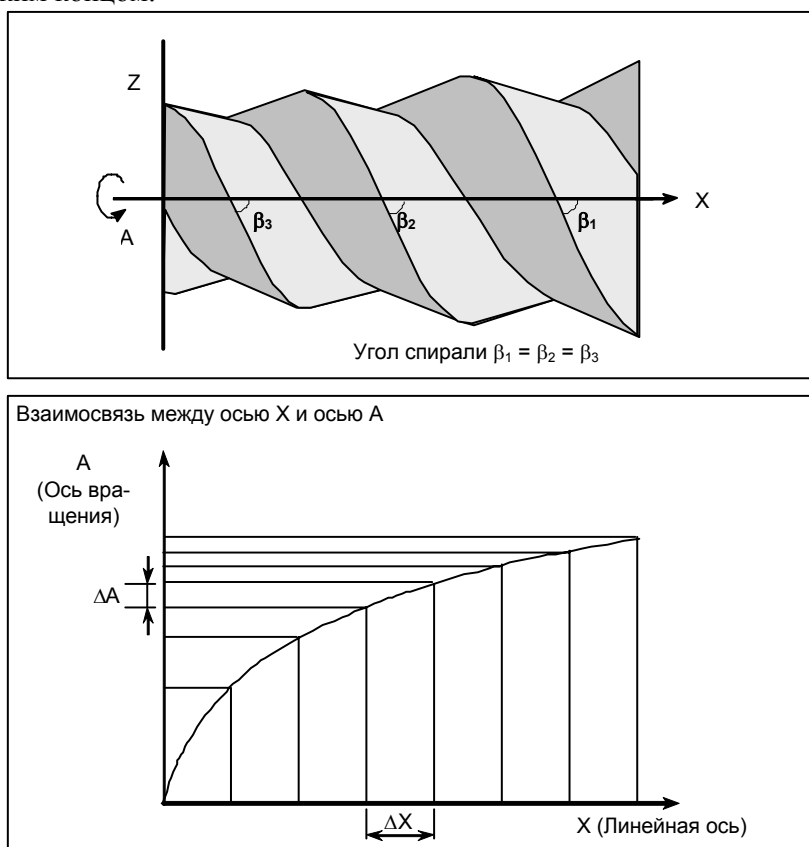 ким концом.
Z
X
A
β3
β2
β1
Угол спирали β1 = β2 = β3
Взаимосвязь между осью X и осью A
A
(Ось вра-
щения)
ΔA
ΔX
X (Линейная ось)